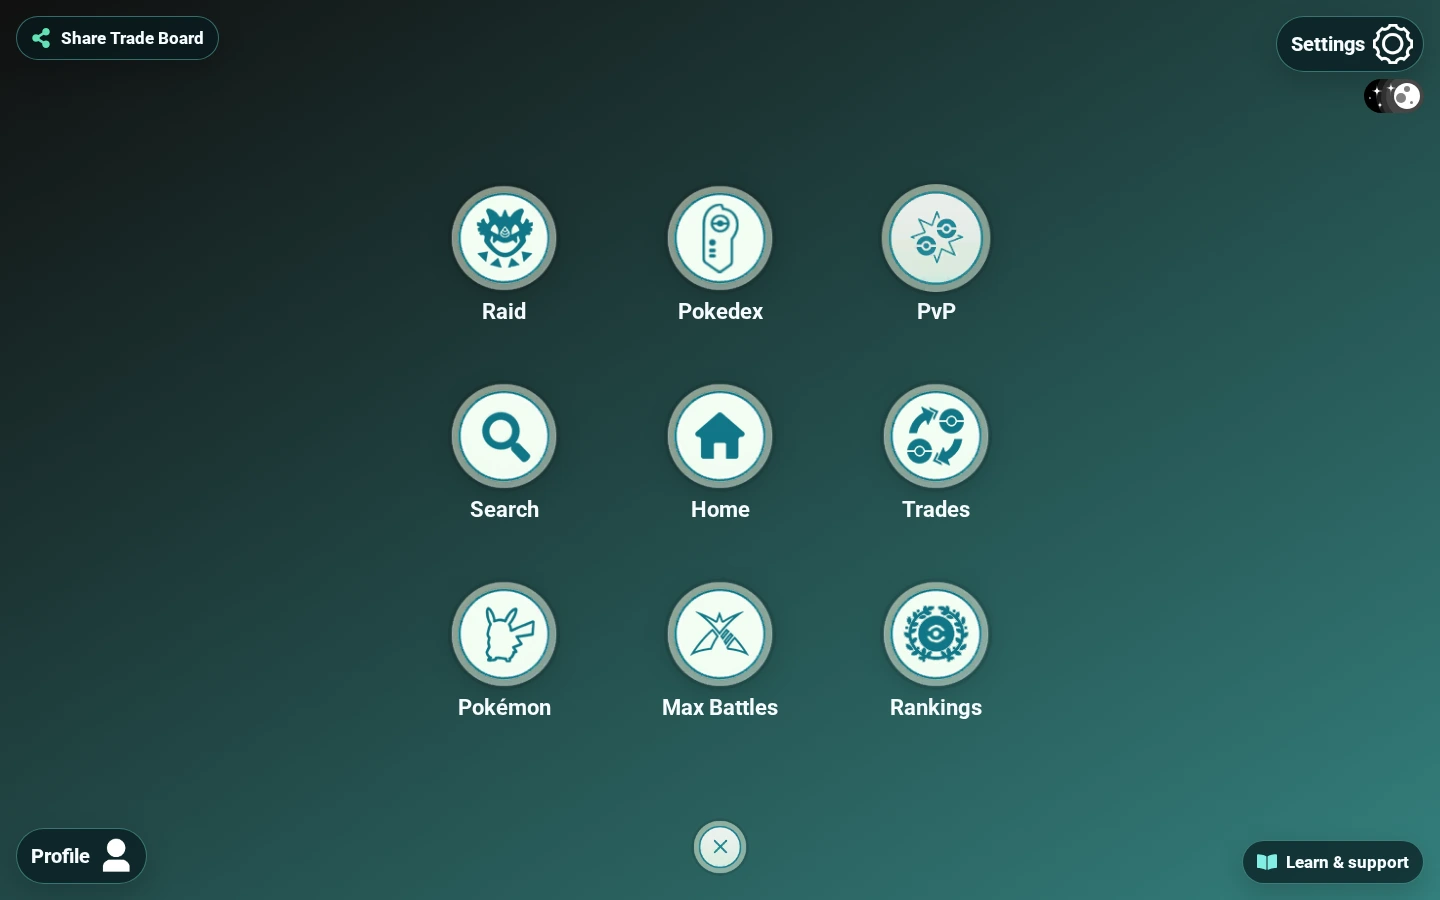 Share Trade Board
Settings
Raid
Pokedex
PvP
Search
Home
Trades
Pokémon
Max Battles
Rankings
Profile
Learn & support